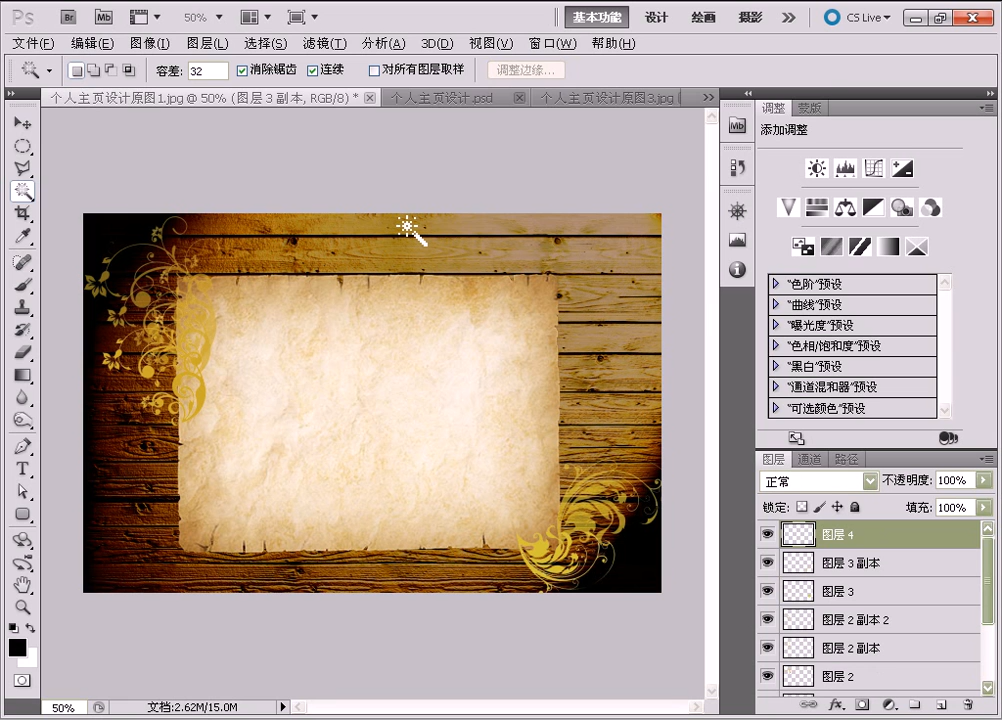 Ps Br Mb 50% 基本功能 设计 绘画 摄影 CS Live
文件(F) 编辑(E) 图像(I) 图层(L) 选择(S) 滤镜(T) 分析(A) 3D(D) 视图(V) 窗口(W) 帮助(H)
容差: 32 消除锯齿 连续 对所有图层取样 调整边缘...
个人主页设计原图1.jpg @ 50% (图层 3 副本, RGB/8) * 个人主页设计.psd 个人主页设计原图3.jpg
Mb
调整 蒙版
添加调整
“色阶”预设
“曲线”预设
“曝光度”预设
“色相/饱和度”预设
“黑白”预设
“通道混和器”预设
“可选颜色”预设
图层 通道 路径
正常 不透明度: 100%
锁定: 填充: 100%
图层 4
图层 3 副本
图层 3
图层 2 副本 2
图层 2 副本
图层 2
50% 文档:2.62M/15.0M